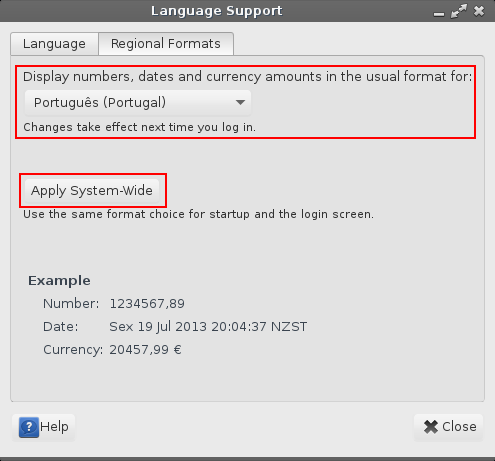 Language Support
Language
Regional Formats
Display numbers, dates and currency amounts in the usual format for:
Português (Portugal)
Changes take effect next time you log in.
Apply System-Wide
Use the same format choice for startup and the login screen.
Example
Number: 1234567,89
Date: Sex 19 Jul 2013 20:04:37 NZST
Currency: 20457,99 €
Help
Close